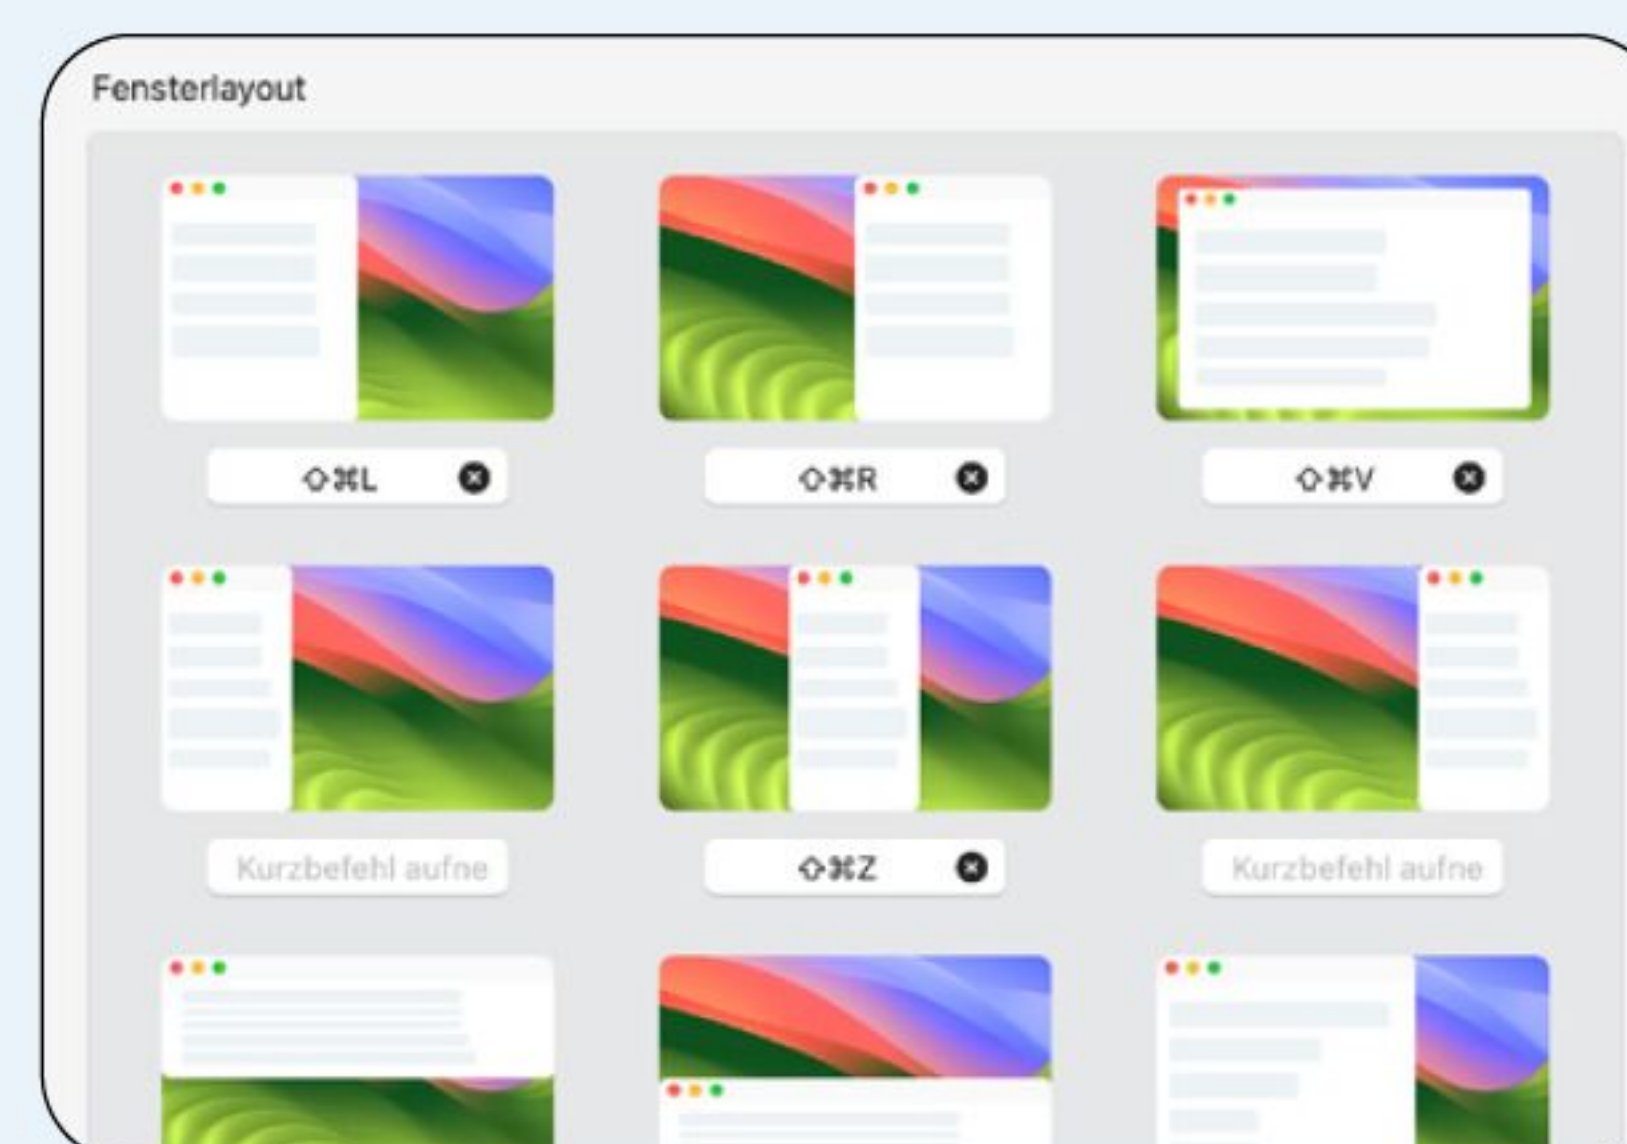 Fensterlayout
⇧⌘L
⇧⌘R
⇧⌘V
Kurzbefehl aufne
⇧⌘Z
Kurzbefehl aufne